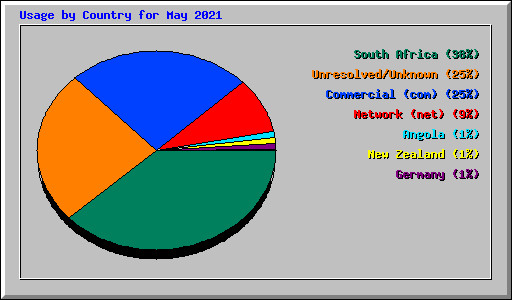 Usage by Country for May 2021
South Africa (38%)
Unresolved/Unknown (25%)
Commercial (com) (25%)
Network (net) (9%)
Angola (1%)
New Zealand (1%)
Germany (1%)